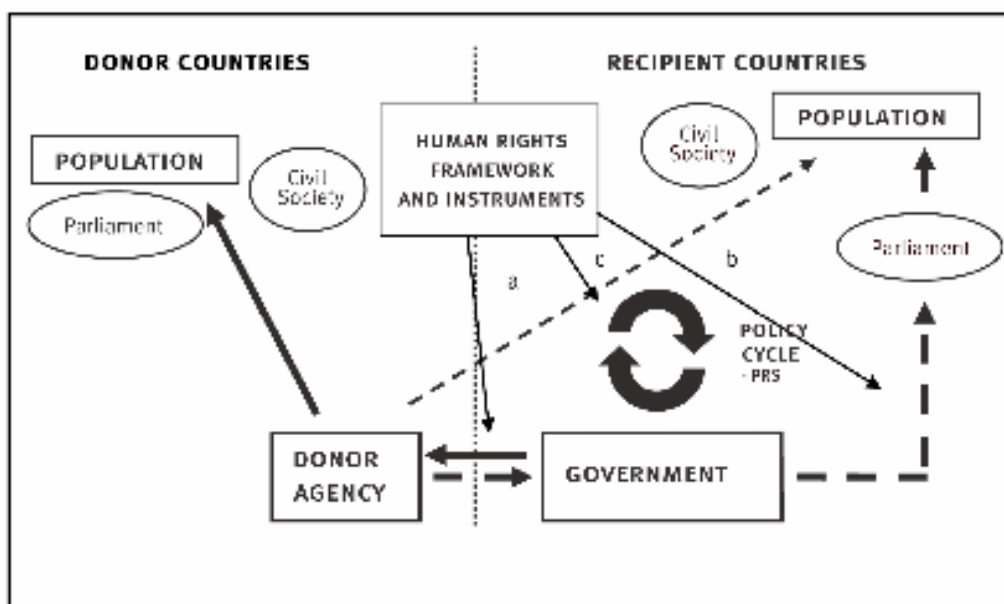 DONOR COUNTRIES
RECIPIENT COUNTRIES
POPULATION
Parliament
Civil
Society
HUMAN RIGHTS
FRAMEWORK
AND INSTRUMENTS
Civil
Society
POPULATION
Parliament
a
c
b
POLICY
CYCLE
- PRS
DONOR
AGENCY
GOVERNMENT